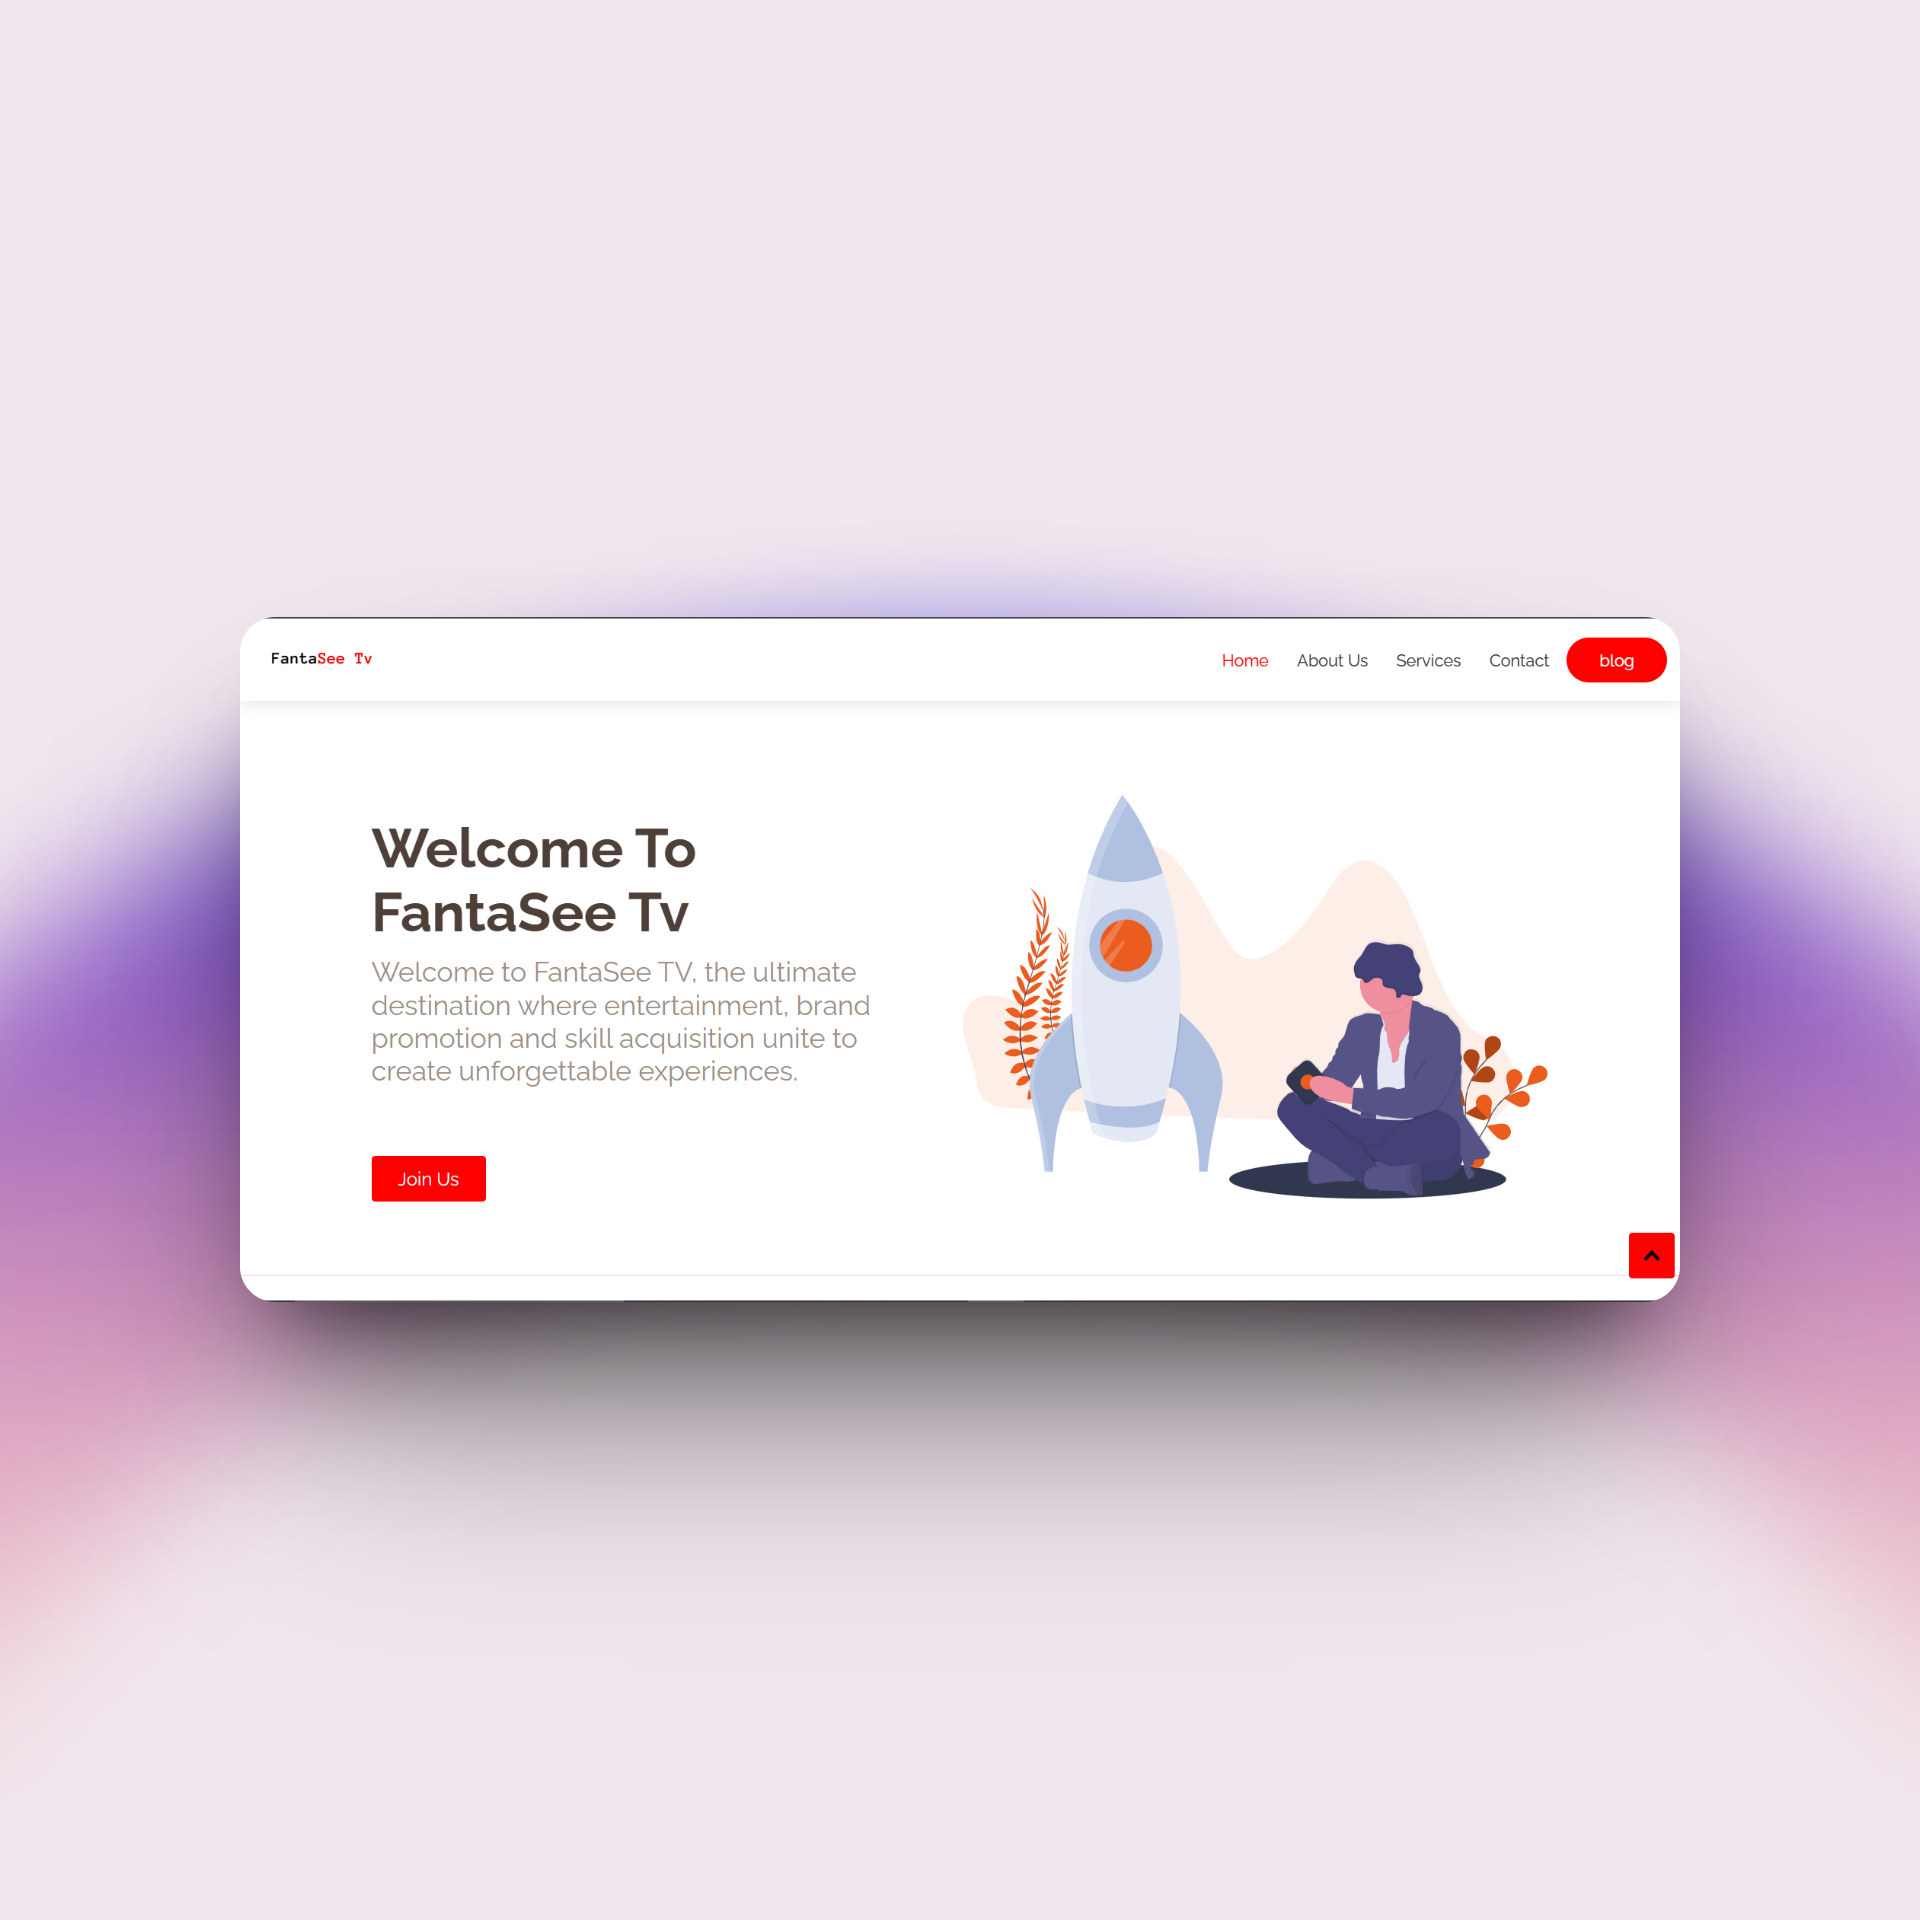 FantaSee Tv
Home About Us Services Contact blog
Welcome To
FantaSee Tv
Welcome to FantaSee TV, the ultimate
destination where entertainment, brand
promotion and skill acquisition unite to
create unforgettable experiences.
Join Us